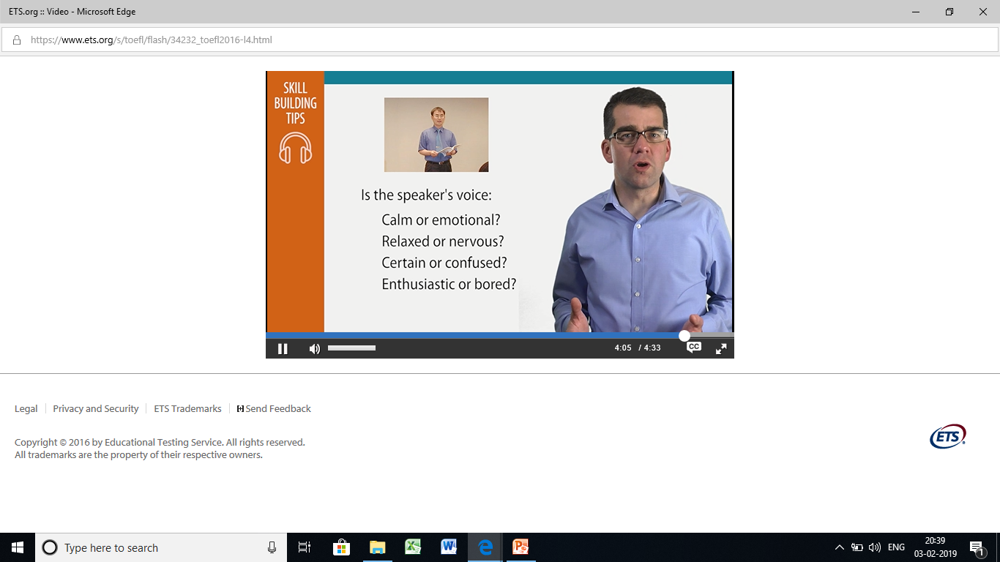 ETS.org :: Video - Microsoft Edge
https://www.ets.org/s/toefl/flash/34232_toefl2016-l4.html
SKILL
BUILDING
TIPS
Is the speaker's voice:
Calm or emotional?
Relaxed or nervous?
Certain or confused?
Enthusiastic or bored?
4:05 / 4:33
CC
Legal Privacy and Security ETS Trademarks [+] Send Feedback
Copyright © 2016 by Educational Testing Service. All rights reserved.
All trademarks are the property of their respective owners.
ETS®
Type here to search
ENG
20:39
03-02-2019
1